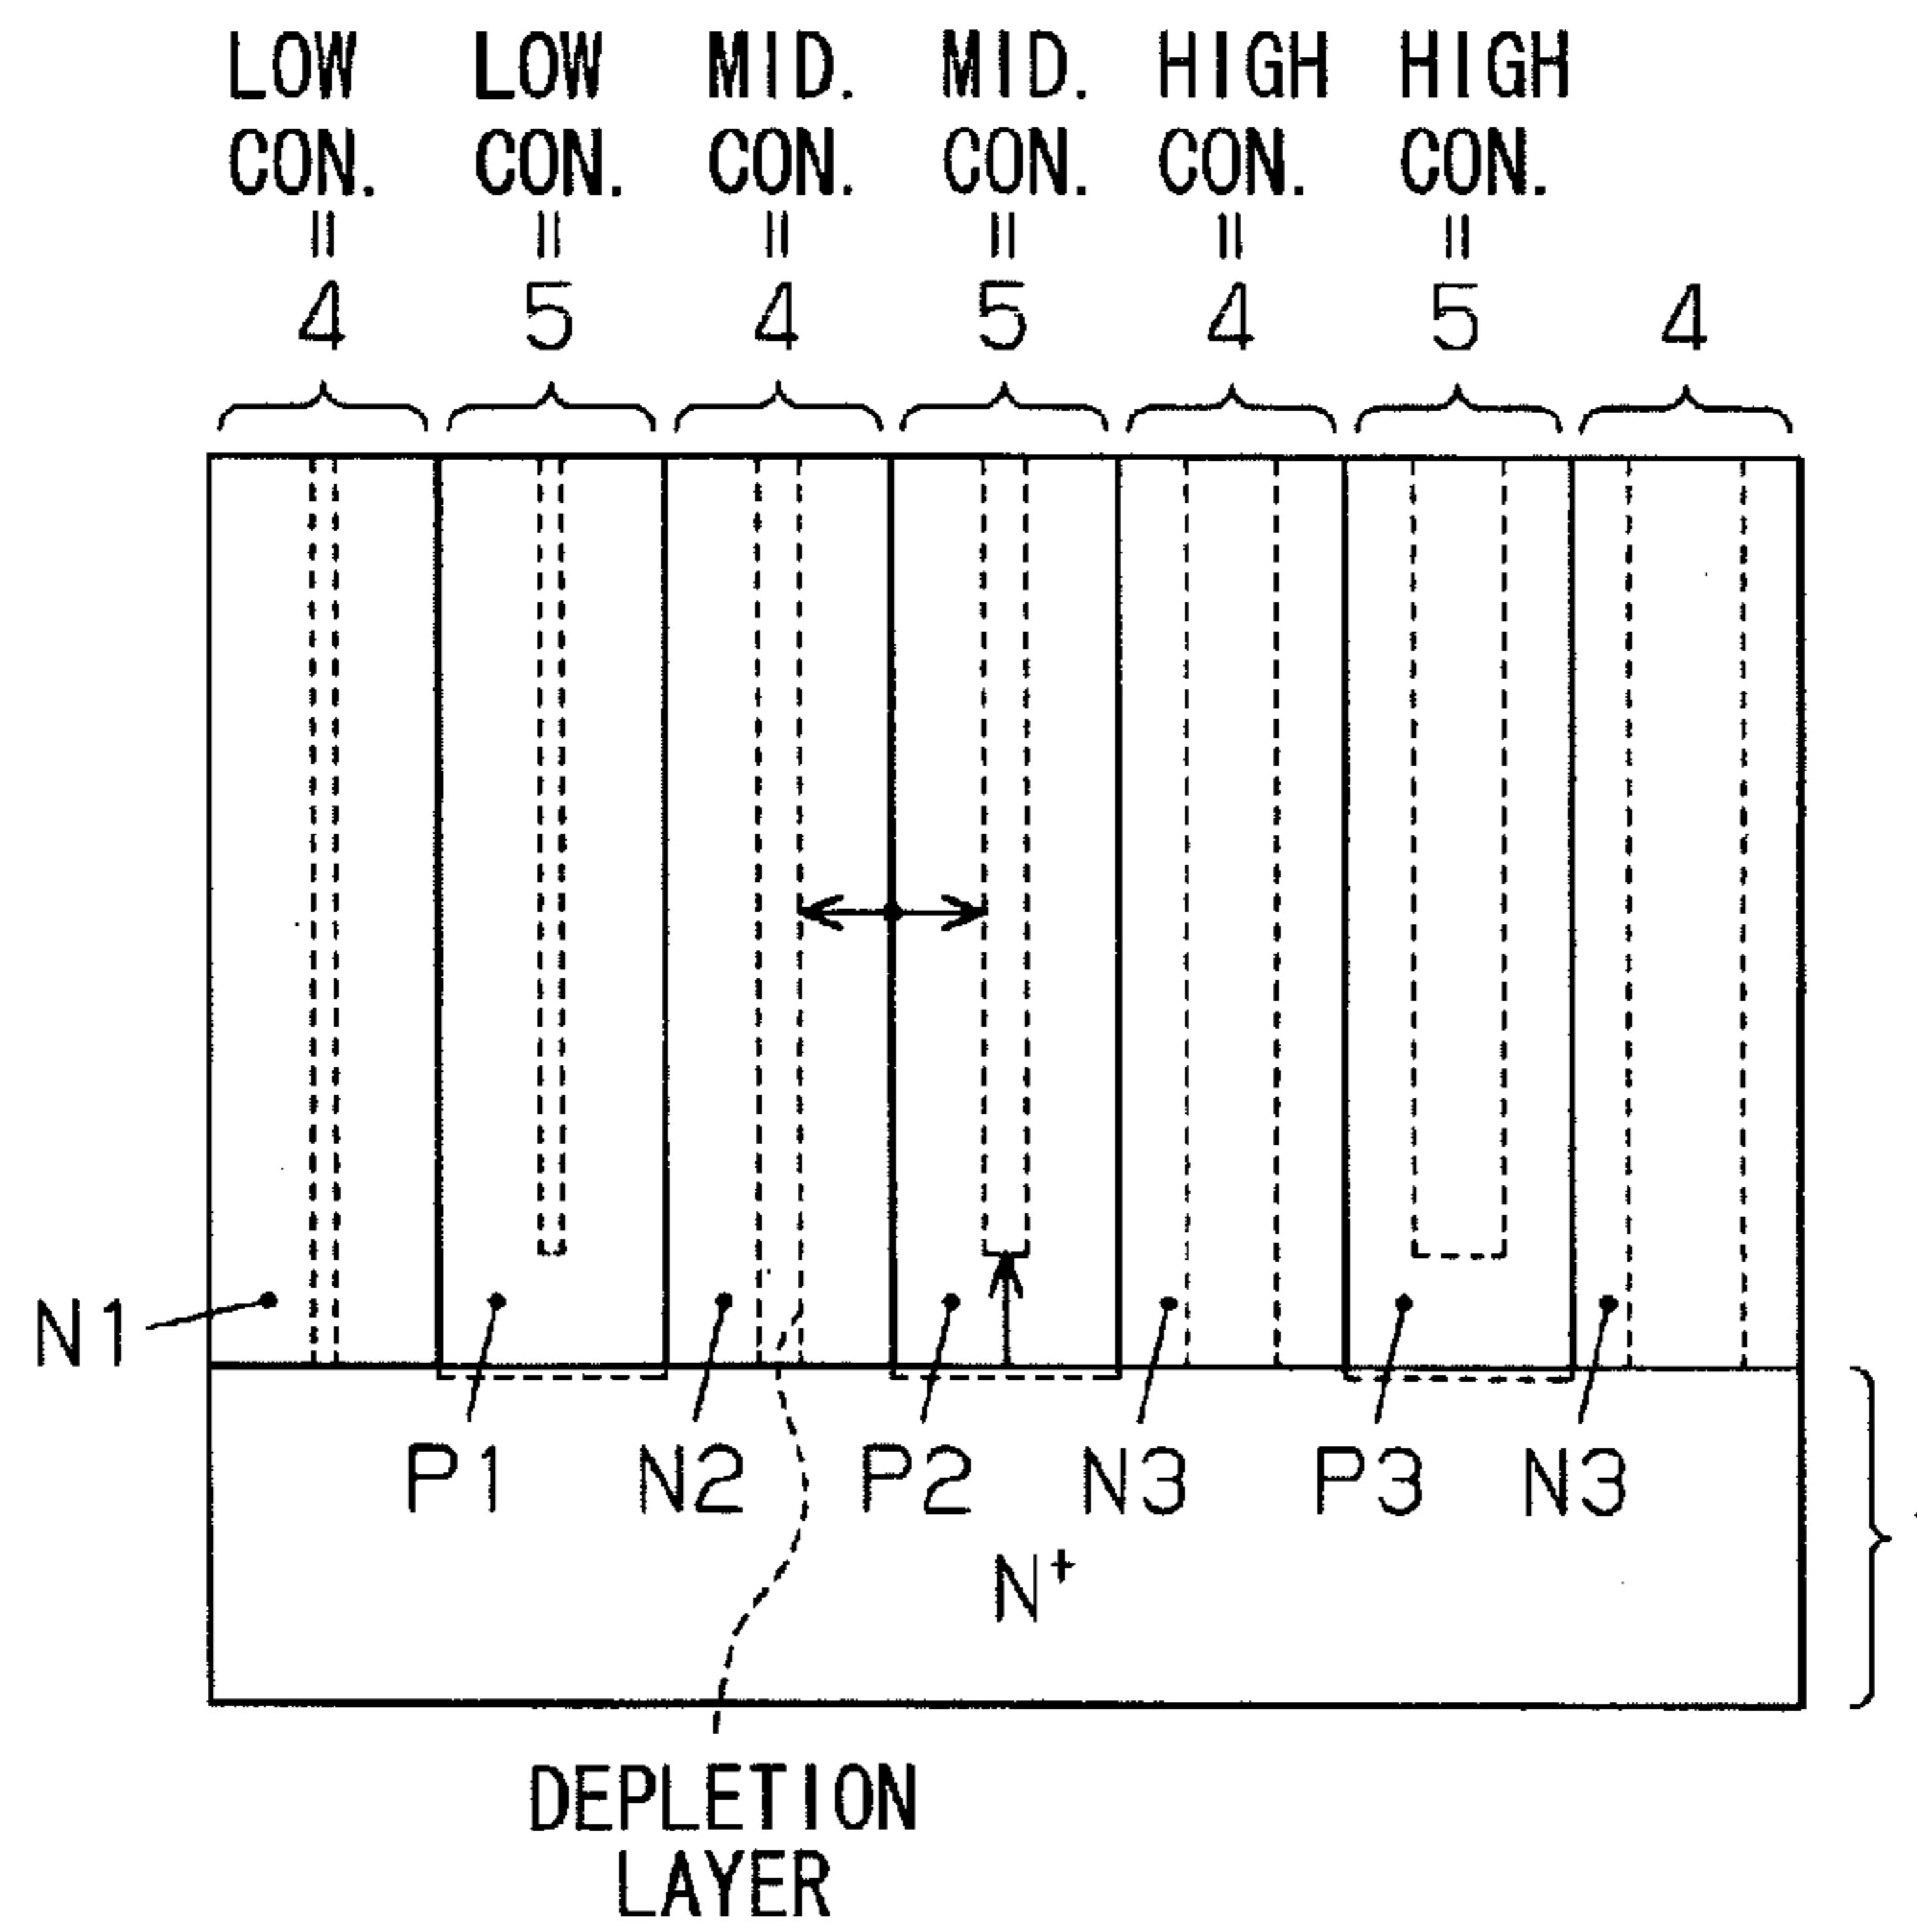 LOW LOW MID. MID. HIGH HIGH
CON. CON. CON. CON. CON. CON.
= = = = = =
4 5 4 5 4 5 4
N1
P1 N2 P2 N3 P3 N3
N+
DEPLETION
LAYER